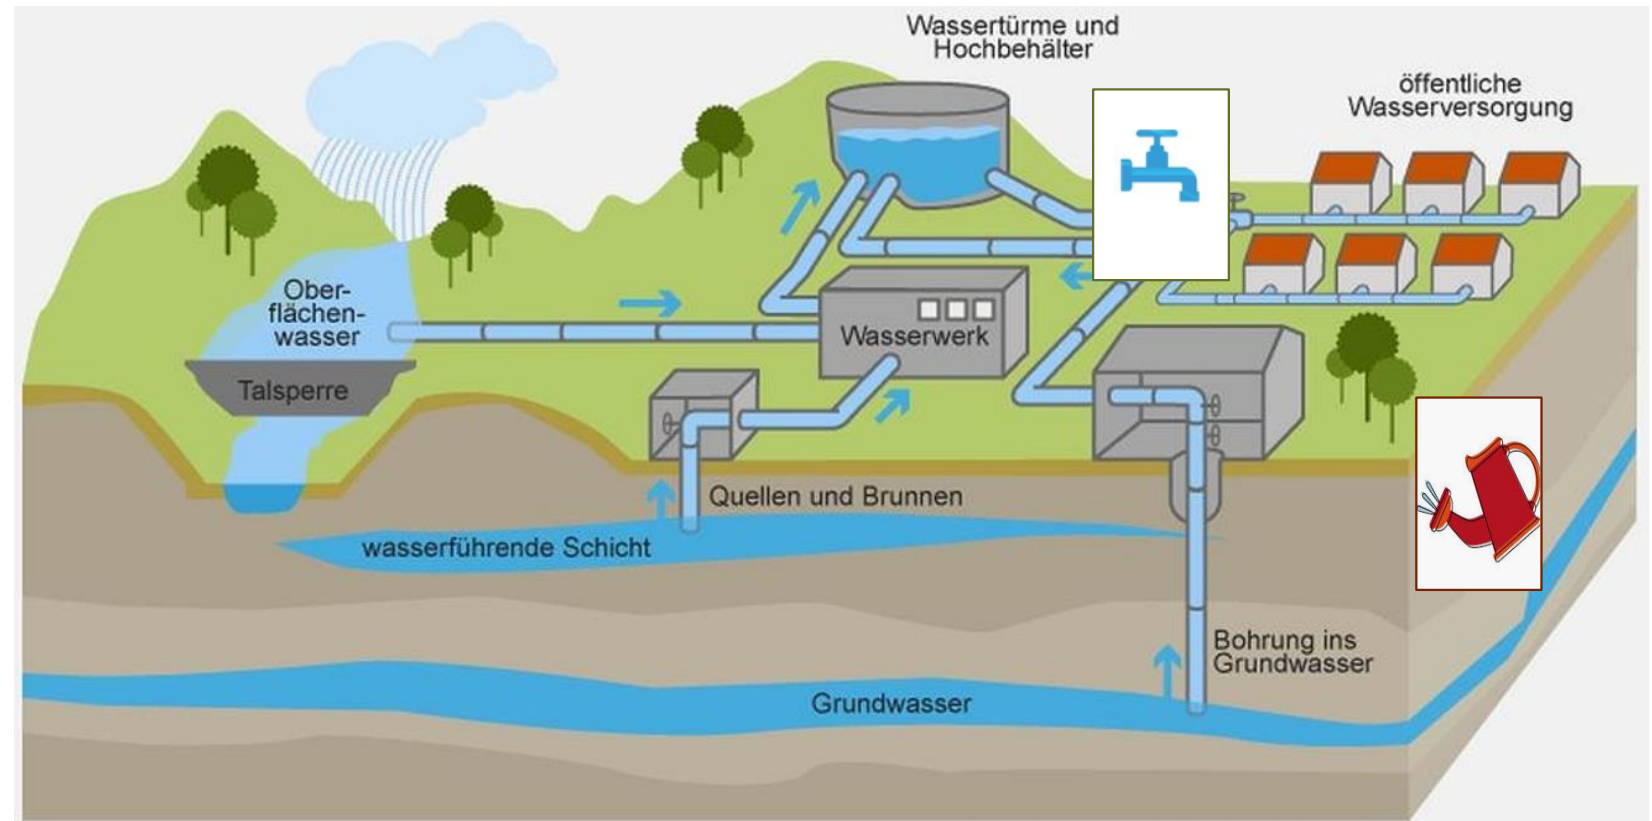 Wassertürme und
Hochbehälter
öffentliche
Wasserversorgung
Ober-
flächen-
wasser
Wasserwerk
Talsperre
Quellen und Brunnen
wasserführende Schicht
Bohrung ins
Grundwasser
Grundwasser